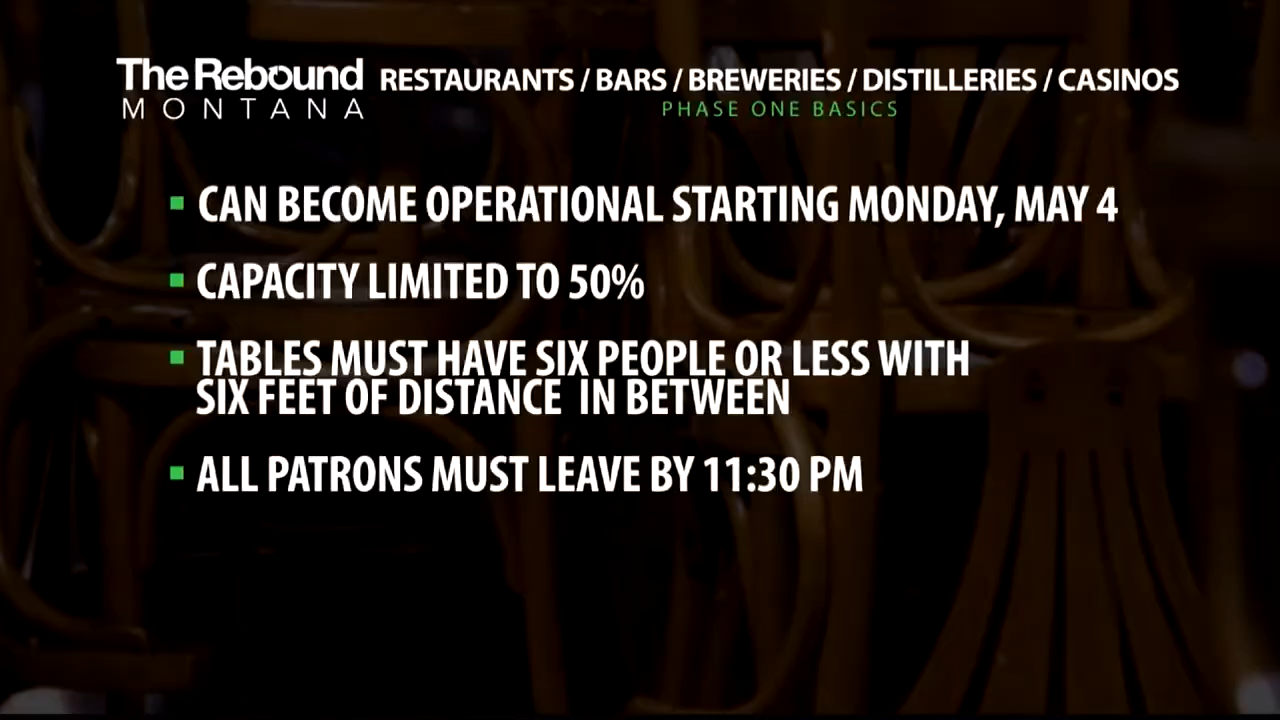 The Rebound RESTAURANTS / BARS / BREWERIES / DISTILLERIES / CASINOS
MONTANA PHASE ONE BASICS
CAN BECOME OPERATIONAL STARTING MONDAY, MAY 4
CAPACITY LIMITED TO 50%
TABLES MUST HAVE SIX PEOPLE OR LESS WITH
SIX FEET OF DISTANCE IN BETWEEN
ALL PATRONS MUST LEAVE BY 11:30 PM